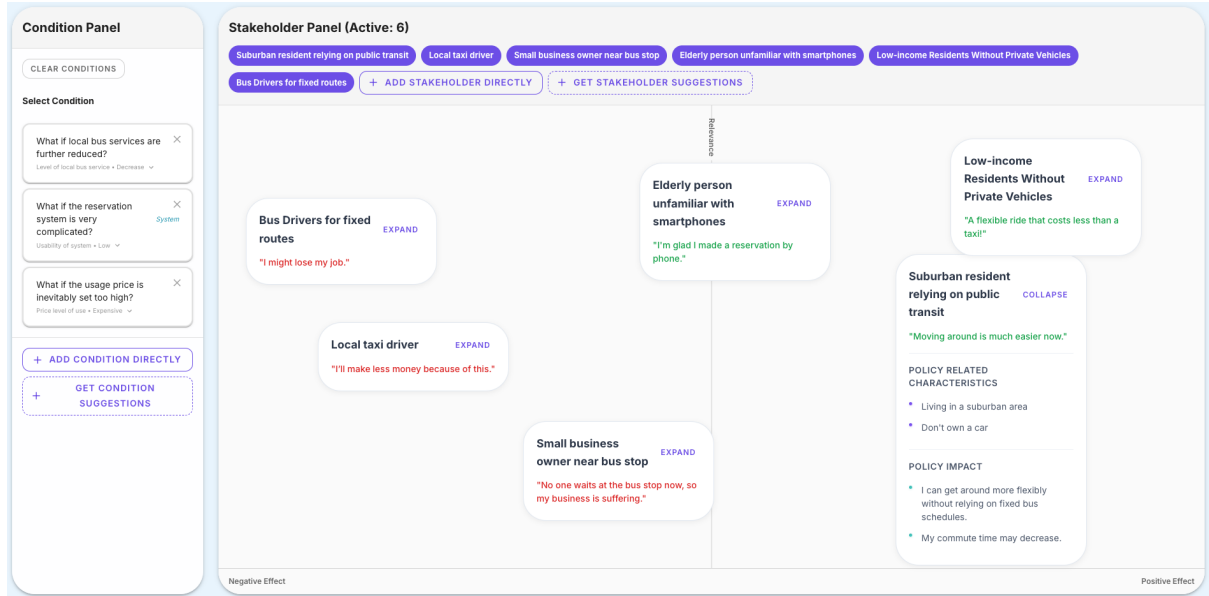 Condition Panel
CLEAR CONDITIONS
Select Condition
What if local bus services are
further reduced?
Level of local bus service • Decrease
What if the reservation
system is very
complicated?
System
Usability of system • Low
What if the usage price is
inevitably set too high?
Price level of use • Expensive
+ ADD CONDITION DIRECTLY
+ GET CONDITION
SUGGESTIONS
Stakeholder Panel (Active: 6)
Suburban resident relying on public transit
Local taxi driver
Small business owner near bus stop
Elderly person unfamiliar with smartphones
Low-income Residents Without Private Vehicles
Bus Drivers for fixed routes
+ ADD STAKEHOLDER DIRECTLY
+ GET STAKEHOLDER SUGGESTIONS
Relevance
Bus Drivers for fixed
routes
EXPAND
"I might lose my job."
Local taxi driver
EXPAND
"I'll make less money because of this."
Small business
owner near bus stop
EXPAND
"No one waits at the bus stop now, so
my business is suffering."
Elderly person
unfamiliar with
smartphones
EXPAND
"I'm glad I made a reservation by
phone."
Low-income
Residents Without
Private Vehicles
EXPAND
"A flexible ride that costs less than a
taxi!"
Suburban resident
relying on public
transit
COLLAPSE
"Moving around is much easier now."
POLICY RELATED
CHARACTERISTICS
• Living in a suburban area
• Don't own a car
POLICY IMPACT
• I can get around more flexibly
without relying on fixed bus
schedules.
• My commute time may decrease.
Negative Effect
Positive Effect